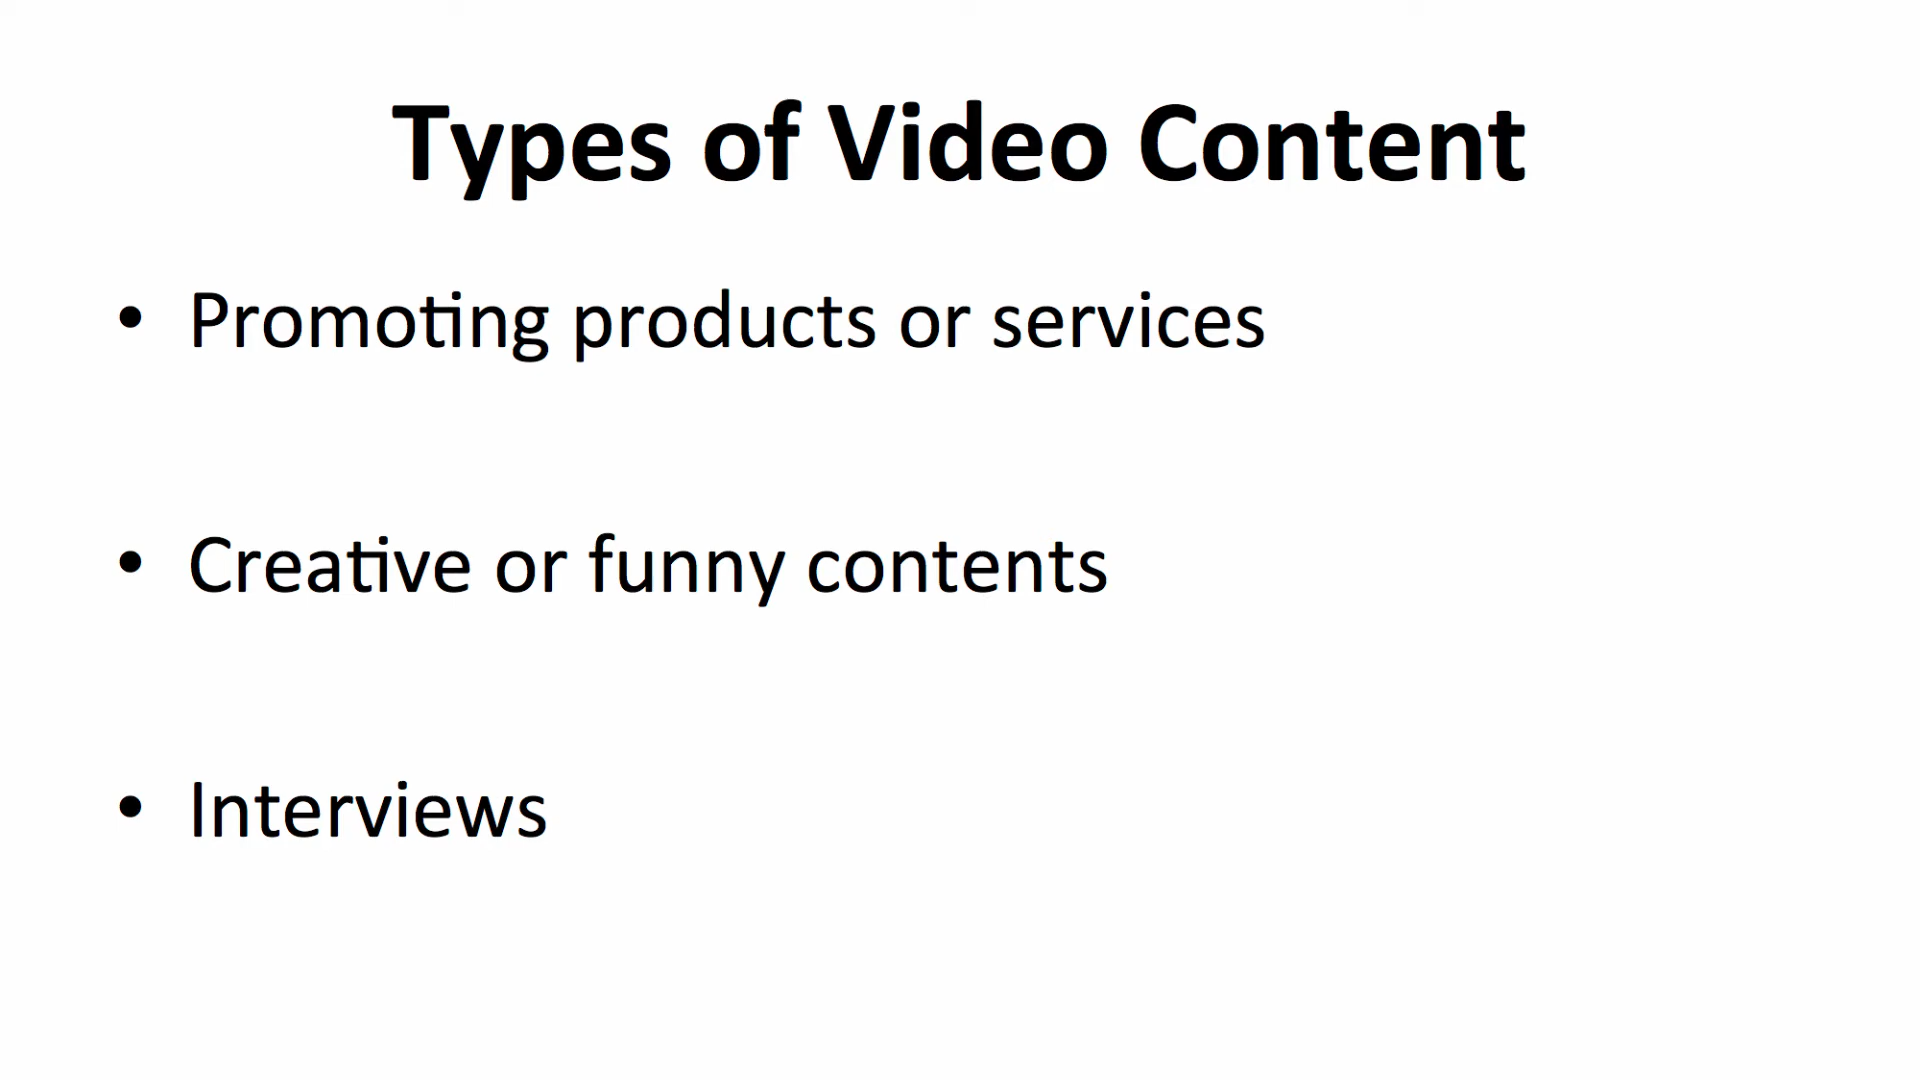 Types of Video Content
• Promoting products or services
• Creative or funny contents
• Interviews